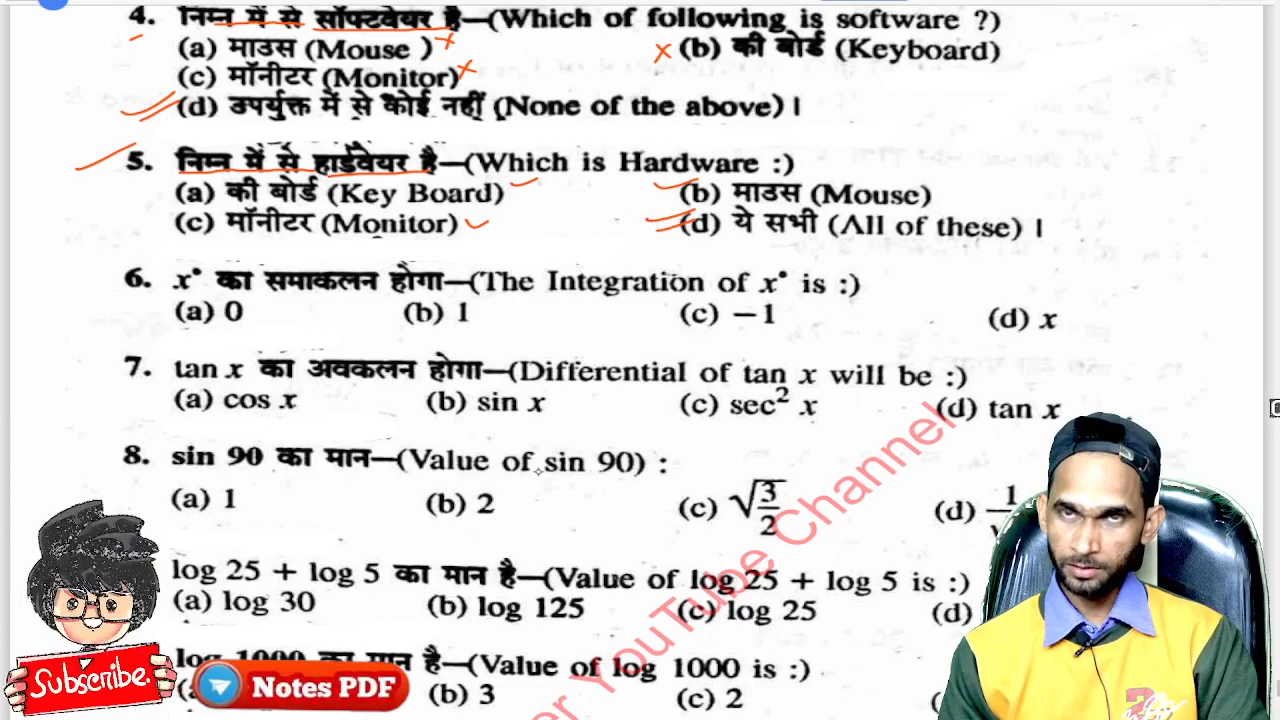 4. निम्न में से सॉफ्टवेयर है—(Which of following is software ?)
(a) माउस (Mouse ) (b) की बोर्ड (Keyboard)
(c) मॉनीटर (Monitor)
(d) उपर्युक्त में से कोई नहीं (None of the above) ।
5. निम्न में से हार्डवेयर है—(Which is Hardware :)
(a) की बोर्ड (Key Board) (b) माउस (Mouse)
(c) मॉनीटर (Monitor) (d) ये सभी (All of these) ।
6. x° का समाकलन होगा—(The Integration of x° is :)
(a) 0 (b) 1 (c) −1 (d) x
7. tan x का अवकलन होगा—(Differential of tan x will be :)
(a) cos x (b) sin x (c) sec² x (d) tan x
8. sin 90 का मान—(Value of sin 90) :
(a) 1 (b) 2 (c) √3/2 (d) 1
log 25 + log 5 का मान है—(Value of log 25 + log 5 is :)
(a) log 30 (b) log 125 (c) log 25 (d)
log 1000 का मान है—(Value of log 1000 is :)
(b) 3 (c) 2
YouTube Channel
Subscribe.
Notes PDF